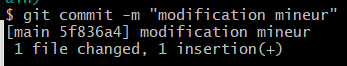 $ git commit -m "modification mineur"
[main 5f836a4] modification mineur
 1 file changed, 1 insertion(+)